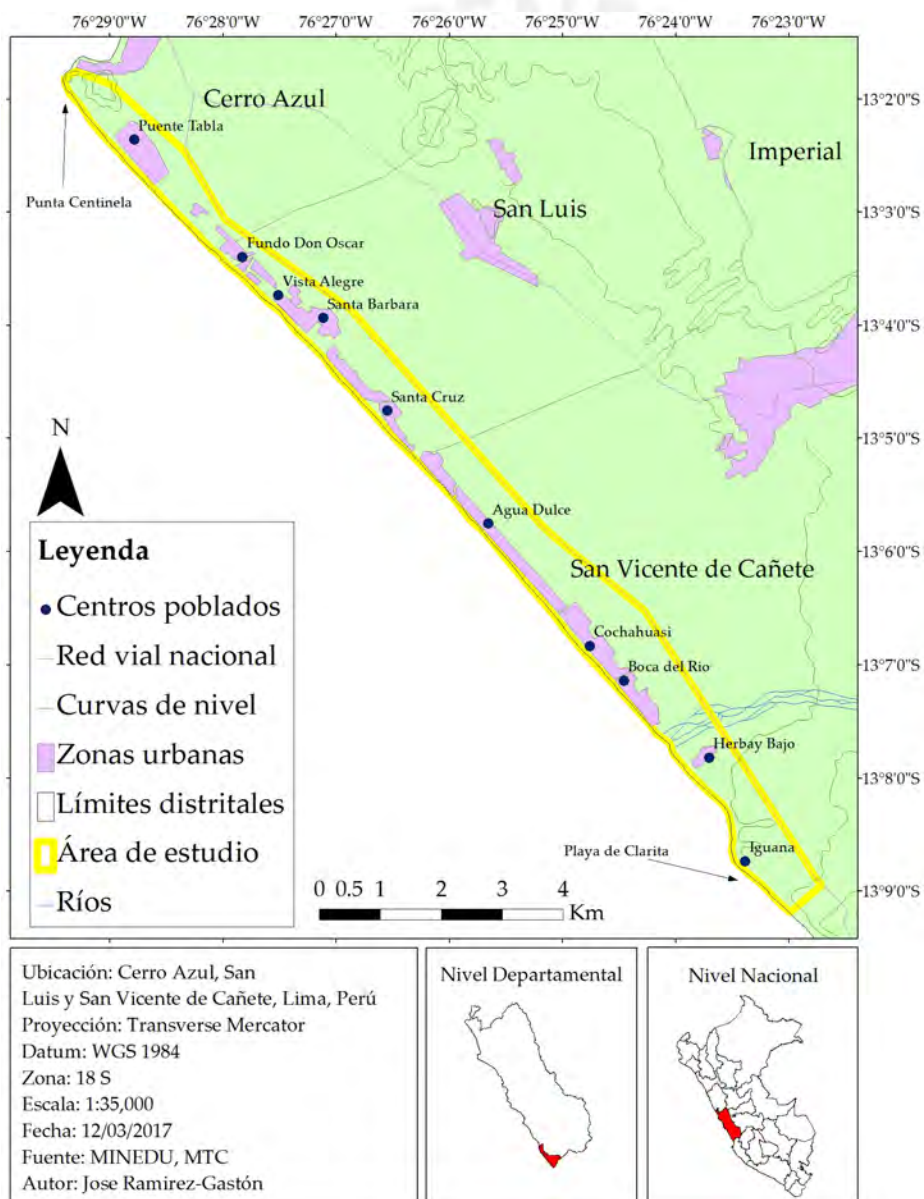 76°29'0"W 76°28'0"W 76°27'0"W 76°26'0"W 76°25'0"W 76°24'0"W 76°23'0"W
Cerro Azul
Puente Tabla
Imperial
Punta Centinela
San Luis
Fundo Don Oscar
Vista Alegre
Santa Barbara
Santa Cruz
Agua Dulce
San Vicente de Cañete
Cochahuasi
Boca del Rio
Herbay Bajo
Playa de Clarita
Iguana
13°2'0"S
13°3'0"S
13°4'0"S
13°5'0"S
13°6'0"S
13°7'0"S
13°8'0"S
13°9'0"S
N
Leyenda
Centros poblados
Red vial nacional
Curvas de nivel
Zonas urbanas
Límites distritales
Área de estudio
Ríos
0 0.5 1 2 3 4
Km
Ubicación: Cerro Azul, San
Luis y San Vicente de Cañete, Lima, Perú
Proyección: Transverse Mercator
Datum: WGS 1984
Zona: 18 S
Escala: 1:35,000
Fecha: 12/03/2017
Fuente: MINEDU, MTC
Autor: Jose Ramirez-Gastón
Nivel Departamental
Nivel Nacional